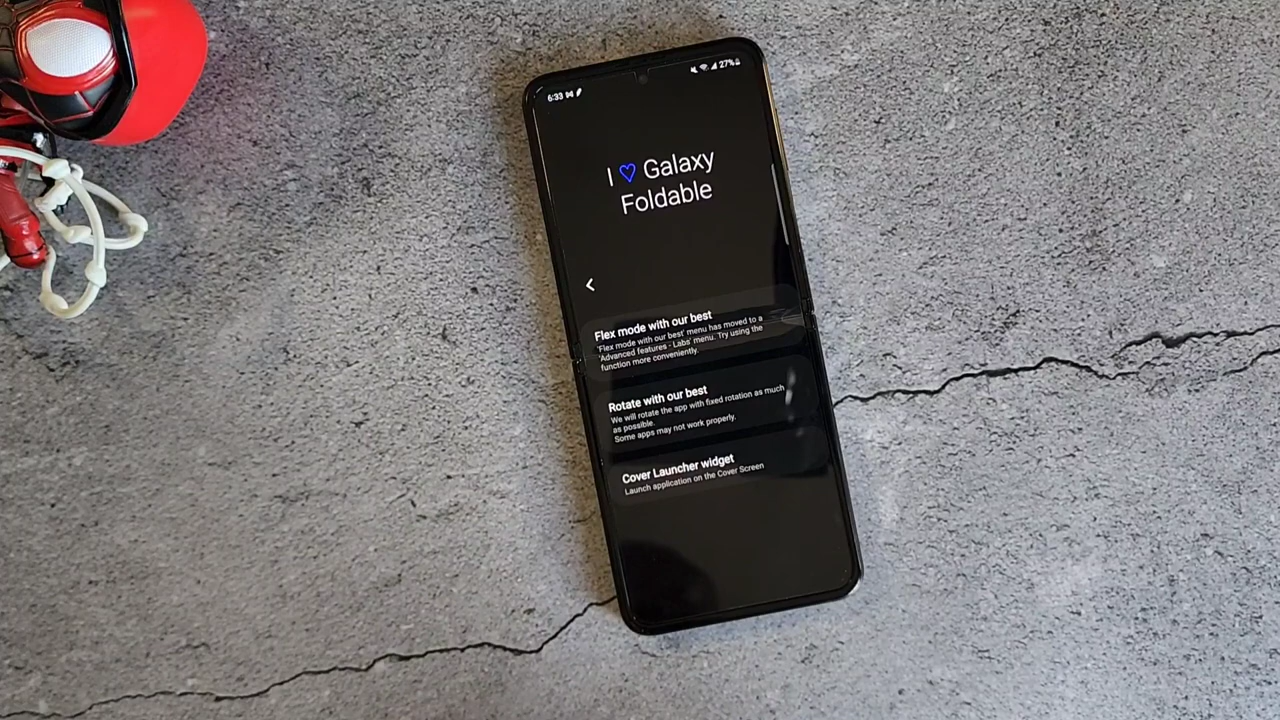 6:33
27%
I ♡ Galaxy
Foldable
Flex mode with our best
'Flex mode with our best' menu has moved to a
'Advanced features - Labs' menu. Try using the
function more conveniently.
Rotate with our best
We will rotate the app with fixed rotation as much
as possible.
Some apps may not work properly.
Cover Launcher widget
Launch application on the Cover Screen